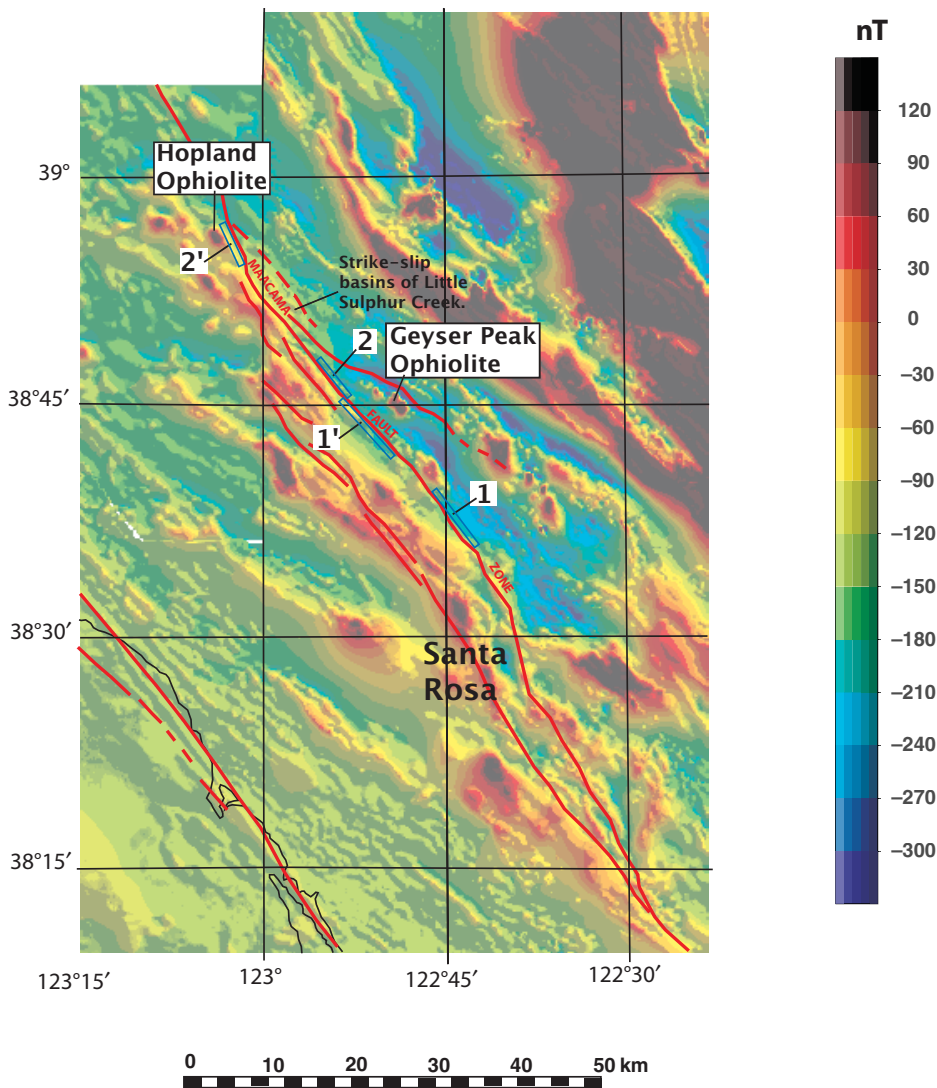 nT
120
90
60
30
0
−30
−60
−90
−120
−150
−180
−210
−240
−270
−300
39°
38°45′
38°30′
38°15′
Hopland
Ophiolite
2'
MAACAMA
Strike–slip
basins of Little
Sulphur Creek.
2
Geyser Peak
Ophiolite
1'
FAULT
1
ZONE
Santa
Rosa
123°15′
123°
122°45′
122°30′
0 10 20 30 40 50 km